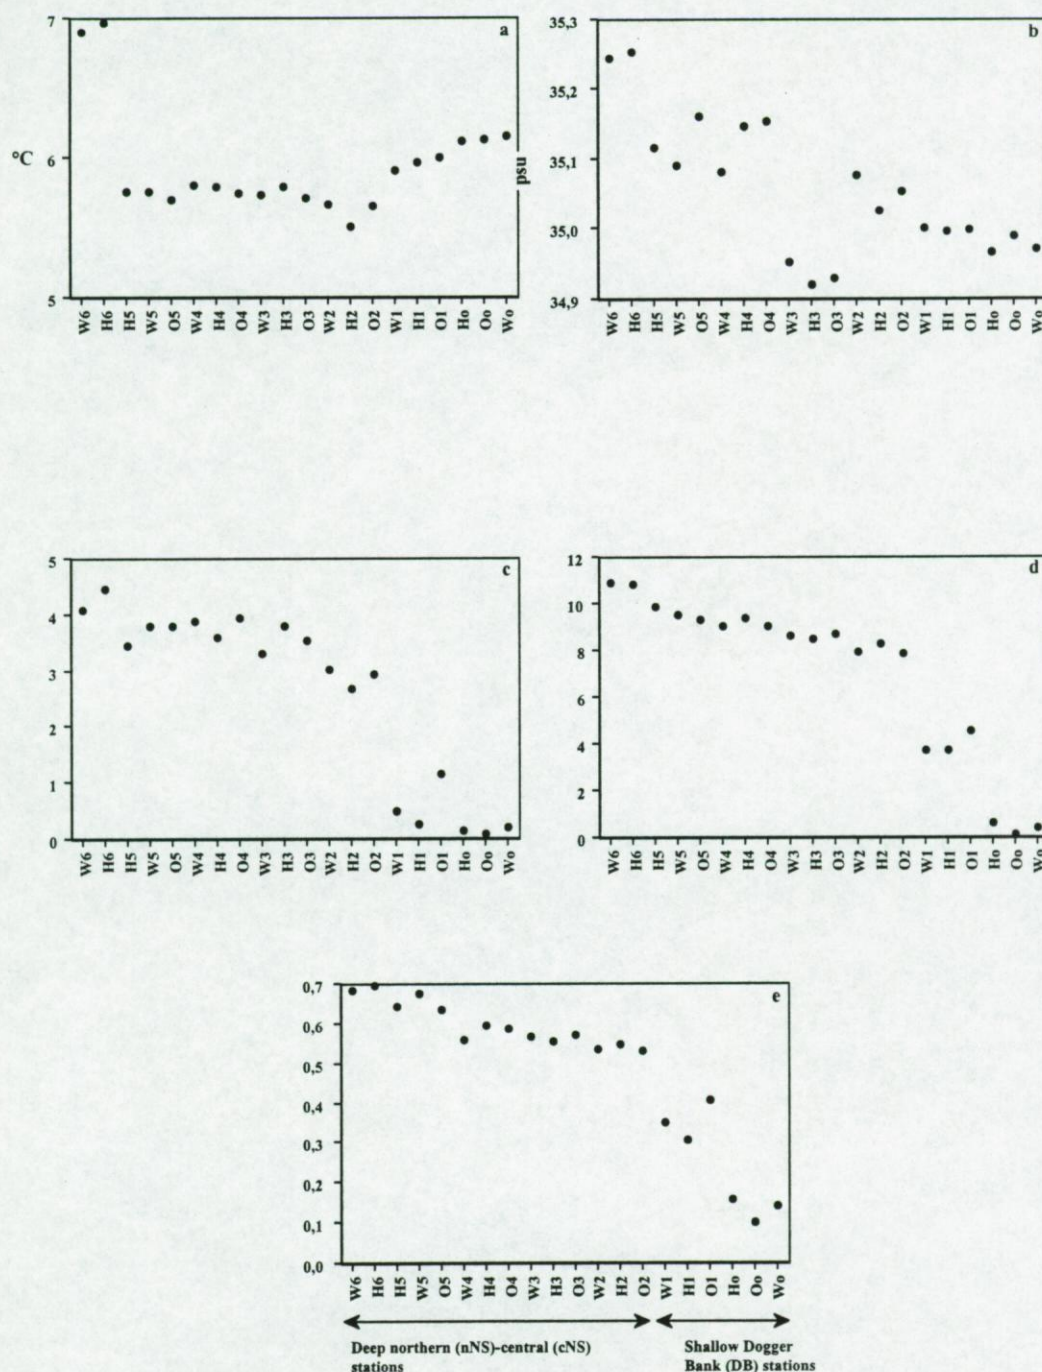 7
a
°C
6
5
W6 H6 H5 W5 O5 W4 H4 O4 W3 H3 O3 W2 H2 O2 W1 H1 O1 Ho Oo Wo
35,3
b
35,2
psu
35,1
35,0
34,9
W6 H6 H5 W5 O5 W4 H4 O4 W3 H3 O3 W2 H2 O2 W1 H1 O1 Ho Oo Wo
5
c
4
3
2
1
0
W6 H6 H5 W5 O5 W4 H4 O4 W3 H3 O3 W2 H2 O2 W1 H1 O1 Ho Oo Wo
12
d
10
8
6
4
2
0
W6 H6 H5 W5 O5 W4 H4 O4 W3 H3 O3 W2 H2 O2 W1 H1 O1 Ho Oo Wo
0,7
e
0,6
0,5
0,4
0,3
0,2
0,1
0,0
W6 H6 H5 W5 O5 W4 H4 O4 W3 H3 O3 W2 H2 O2 W1 H1 O1 Ho Oo Wo
Deep northern (nNS)-central (cNS)
stations
Shallow Dogger
Bank (DB) stations